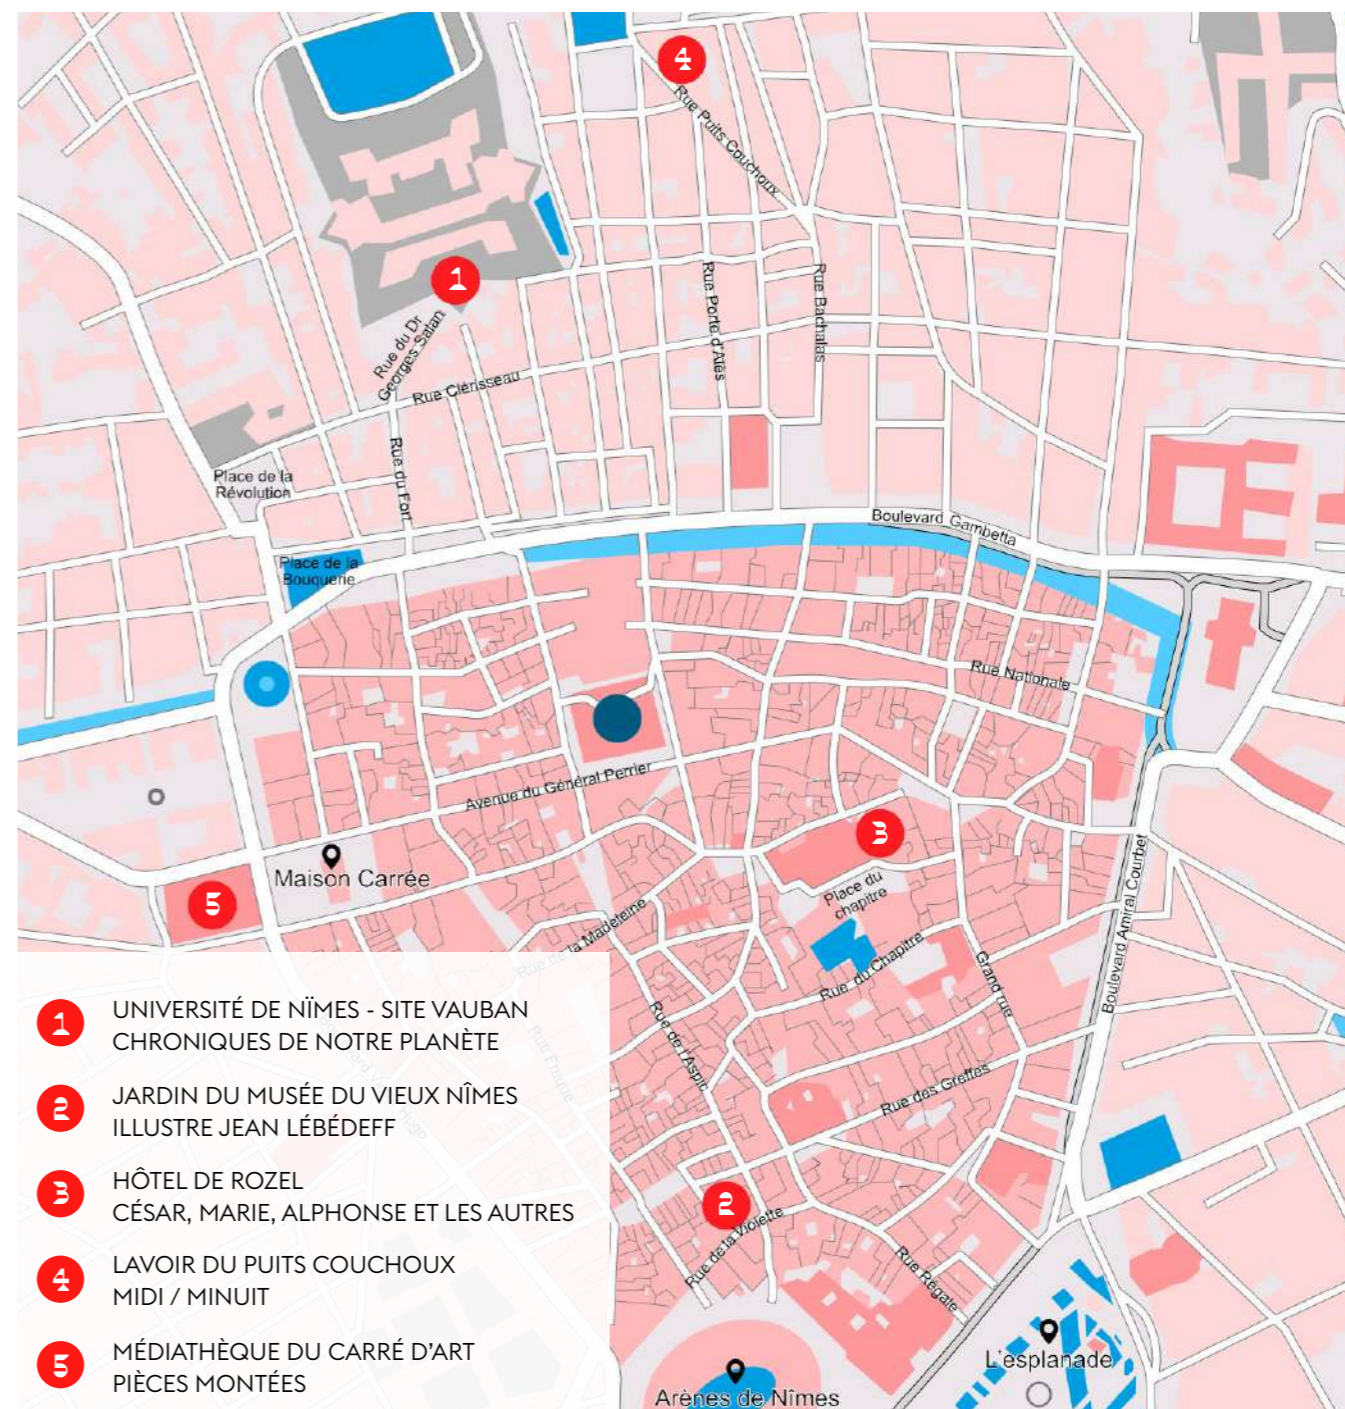 4
Rue Puits Couchoux
1
Rue du Dr
Georges Salan
Rue Clérisseau
Rue Porte d'Alès
Rue Bachalas
Rue du Fort
Place de la
Révolution
Place de la
Bouquerie
Boulevard Gambetta
Rue Nationale
Avenue du Général Perrier
Maison Carrée
5
3
Place du
chapitre
Rue de la Madeleine
Rue du Chapitre
Grand rue
Boulevard Amiral Courbet
Rue de l'Aspic
Rue des Greffes
2
Rue de la Violette
Rue Régale
L'esplanade
Arènes de Nîmes
1 UNIVERSITÉ DE NÏMES - SITE VAUBAN
CHRONIQUES DE NOTRE PLANÈTE
2 JARDIN DU MUSÉE DU VIEUX NÎMES
ILLUSTRE JEAN LÉBÉDEFF
3 HÔTEL DE ROZEL
CÉSAR, MARIE, ALPHONSE ET LES AUTRES
4 LAVOIR DU PUITS COUCHOUX
MIDI / MINUIT
5 MÉDIATHÈQUE DU CARRÉ D'ART
PIÈCES MONTÉES